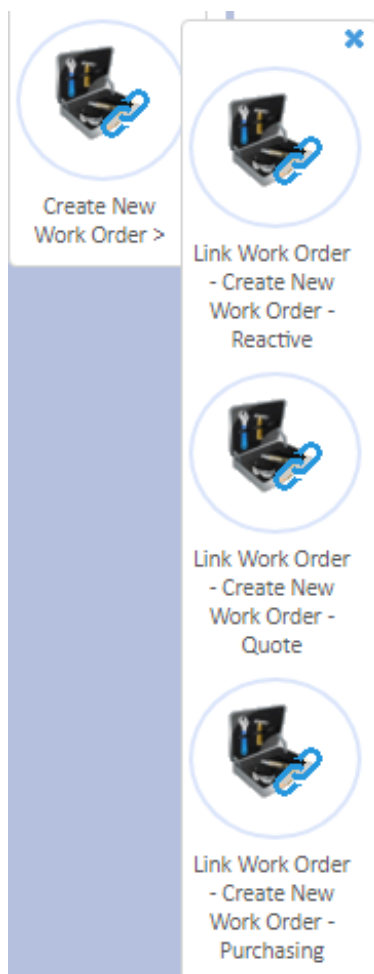 Create New
Work Order >
Link Work Order
- Create New
Work Order -
Reactive
Link Work Order
- Create New
Work Order -
Quote
Link Work Order
- Create New
Work Order -
Purchasing